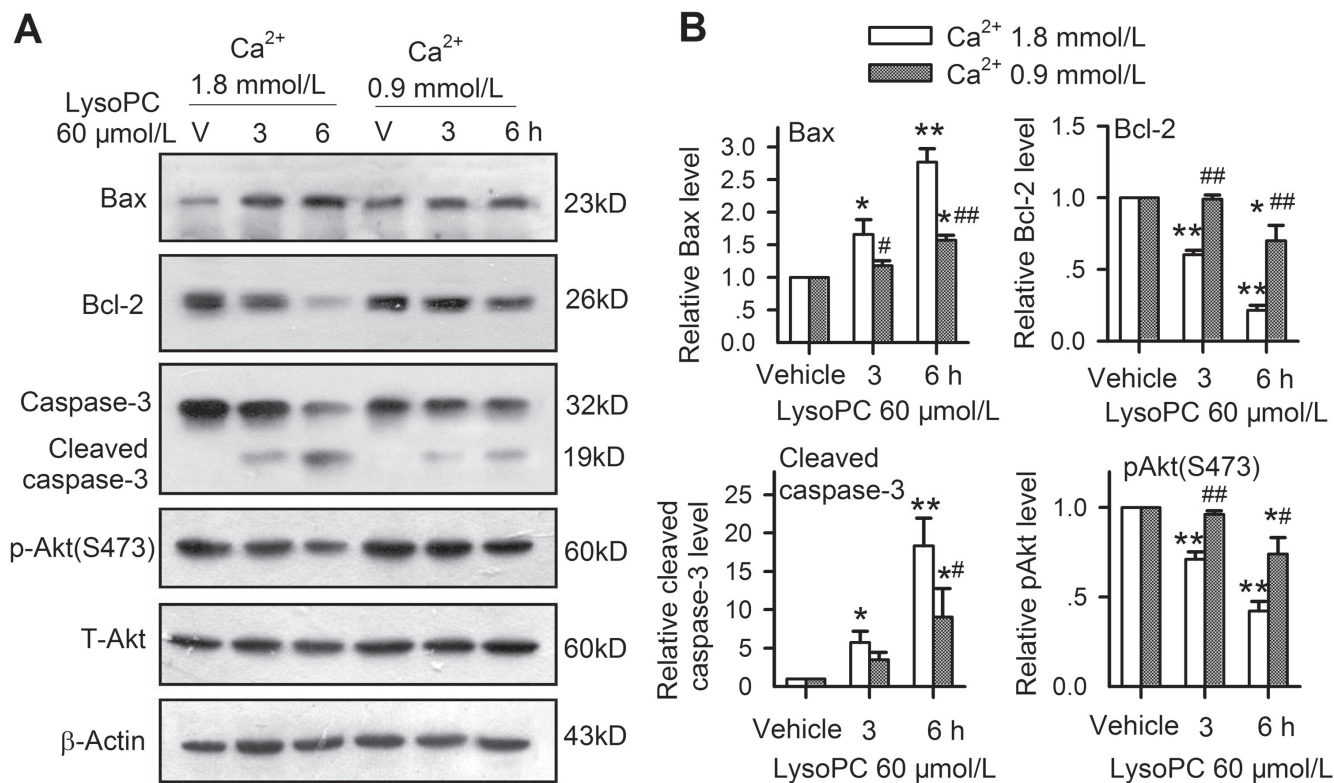 A
Ca2+
1.8 mmol/L
Ca2+
0.9 mmol/L
LysoPC
60 µmol/L V 3 6 V 3 6 h
Bax
23kD
Bcl-2
26kD
Caspase-3
32kD
Cleaved
caspase-3
19kD
p-Akt(S473)
60kD
T-Akt
60kD
β-Actin
43kD
B
Ca2+ 1.8 mmol/L
Ca2+ 0.9 mmol/L
Bax
Relative Bax level
3.0
2.5
2.0
1.5
1.0
.5
0.0
*
#
**
*##
Vehicle 3 6 h
LysoPC 60 µmol/L
Bcl-2
Relative Bcl-2 level
1.5
1.0
.5
0.0
**
##
**
* ##
Vehicle 3 6 h
LysoPC 60 µmol/L
Cleaved
caspase-3
Relative cleaved
caspase-3 level
25
20
15
10
5
0
*
**
*#
Vehicle 3 6 h
LysoPC 60 µmol/L
pAkt(S473)
Relative pAkt level
1.0
.5
0.0
**
##
**
*#
Vehicle 3 6 h
LysoPC 60 µmol/L